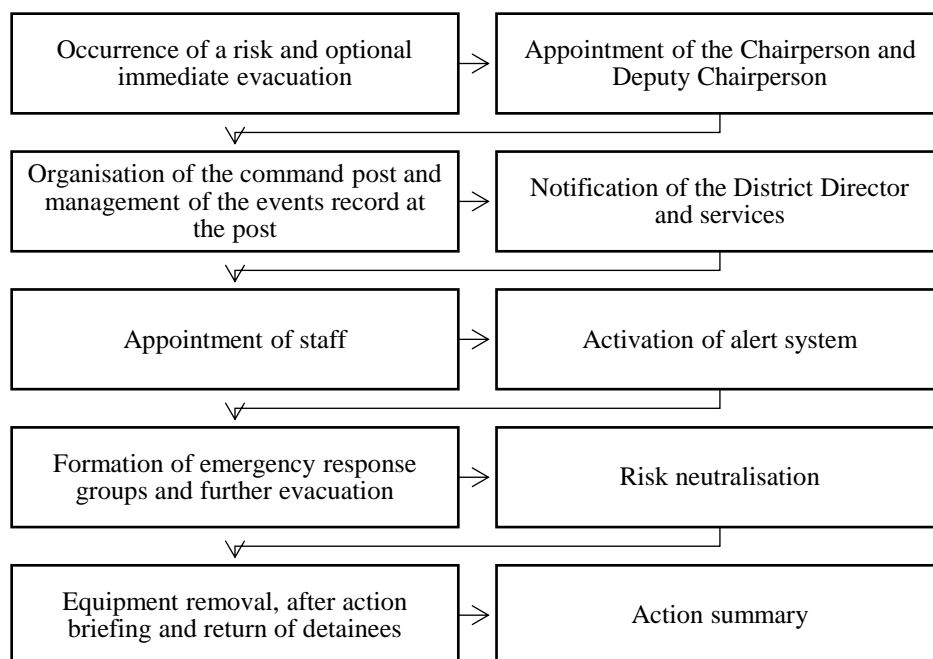 Occurrence of a risk and optional
immediate evacuation
Appointment of the Chairperson and
Deputy Chairperson
Organisation of the command post and
management of the events record at
the post
Notification of the District Director
and services
Appointment of staff
Activation of alert system
Formation of emergency response
groups and further evacuation
Risk neutralisation
Equipment removal, after action
briefing and return of detainees
Action summary